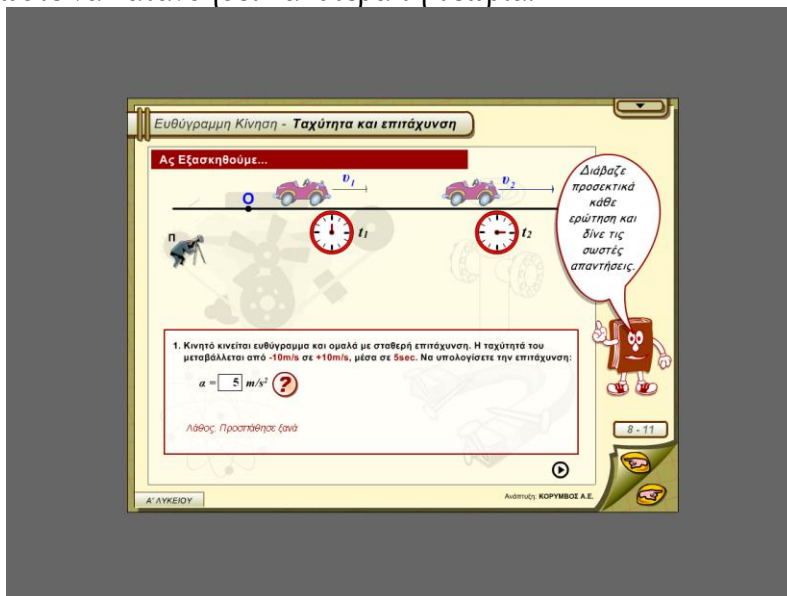 Ευθύγραμμη Κίνηση - Ταχύτητα και επιτάχυνση
Ας Εξασκηθούμε...
υ1
υ2
O
Π
t1
t2
Διάβαζε
προσεκτικά
κάθε
ερώτηση και
δίνε τις
σωστές
απαντήσεις.
1. Κινητό κινείται ευθύγραμμα και ομαλά με σταθερή επιτάχυνση. Η ταχύτητά του
μεταβάλλεται από -10m/s σε +10m/s, μέσα σε 5sec. Να υπολογίσετε την επιτάχυνση:
α = 5 m/s² ?
Λάθος. Προσπάθησε ξανά
8 - 11
Α' ΛΥΚΕΙΟΥ
Ανάπτυξη: ΚΟΡΥΜΒΟΣ Α.Ε.